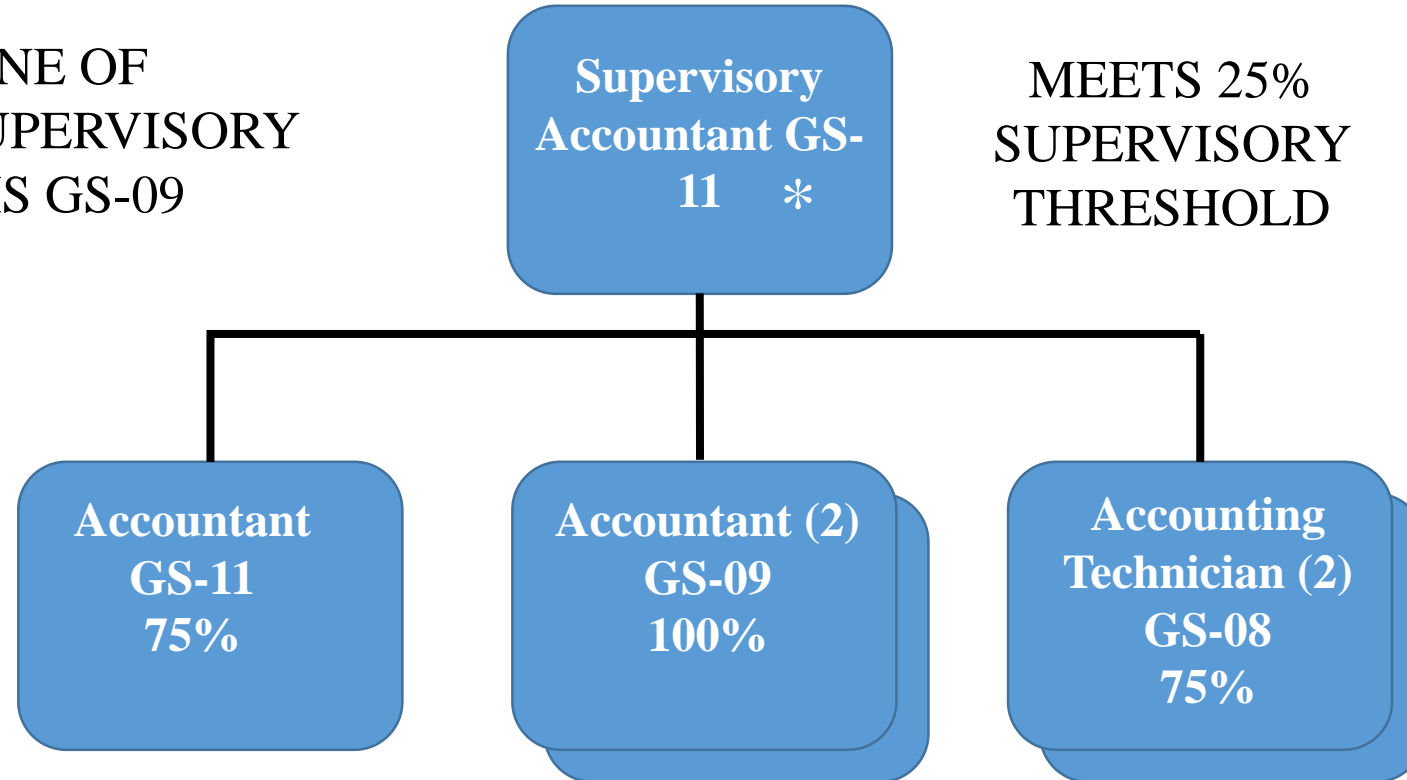 NE OF
UPERVISORY
IS GS-09
Supervisory
Accountant GS-
11 *
MEETS 25%
SUPERVISORY
THRESHOLD
Accountant
GS-11
75%
Accountant (2)
GS-09
100%
Accounting
Technician (2)
GS-08
75%